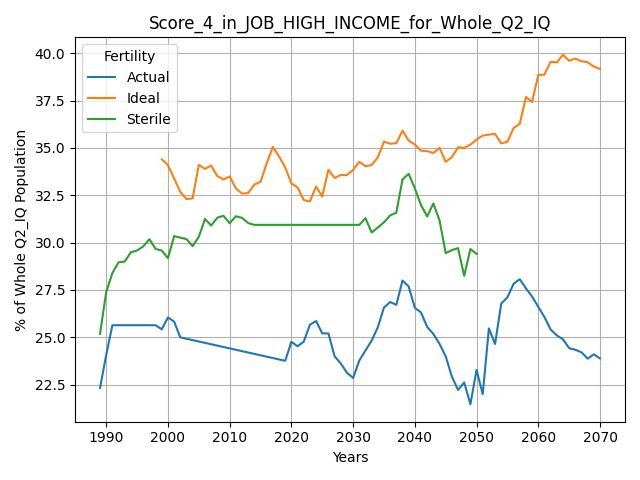 Score_4_in_JOB_HIGH_INCOME_for_Whole_Q2_IQ
Fertility
Actual
Ideal
Sterile
% of Whole Q2_IQ Population
40.0
37.5
35.0
32.5
30.0
27.5
25.0
22.5
1990 2000 2010 2020 2030 2040 2050 2060 2070
Years